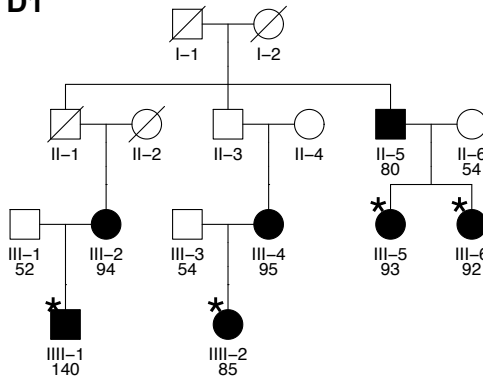 D1
I–1 I–2
II–1 II–2 II–3 II–4 II–5 II–6
80 54
* *
III–1 III–2 III–3 III–4 III–5 III–6
52 94 54 95 93 92
* *
IIII–1 IIII–2
140 85